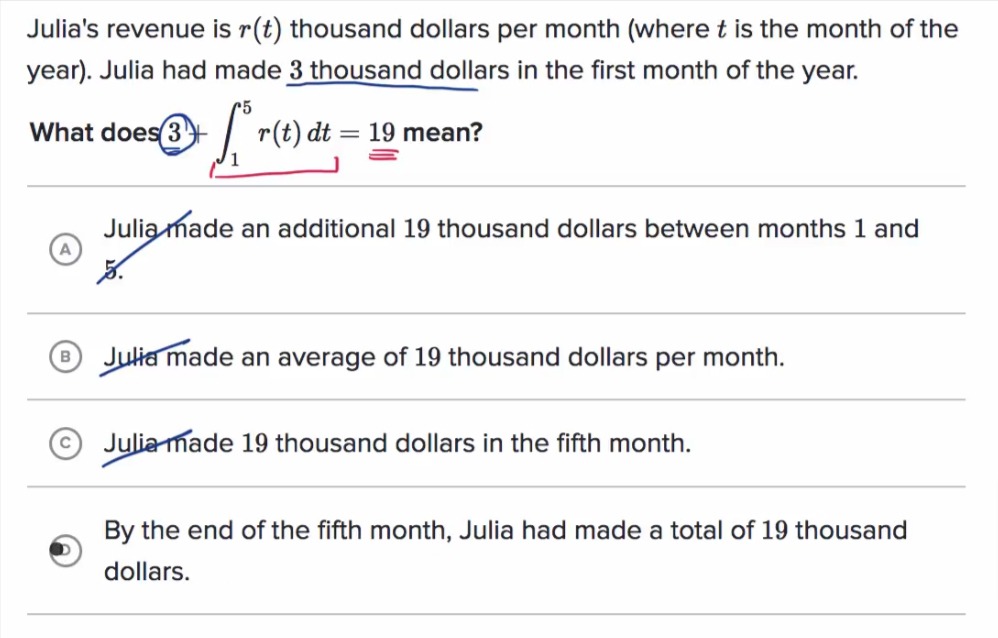 Julia's revenue is r(t) thousand dollars per month (where t is the month of the
year). Julia had made 3 thousand dollars in the first month of the year.
What does 3 + ∫₁⁵ r(t) dt = 19 mean?
A Julia made an additional 19 thousand dollars between months 1 and
5.
B Julia made an average of 19 thousand dollars per month.
C Julia made 19 thousand dollars in the fifth month.
D By the end of the fifth month, Julia had made a total of 19 thousand
dollars.